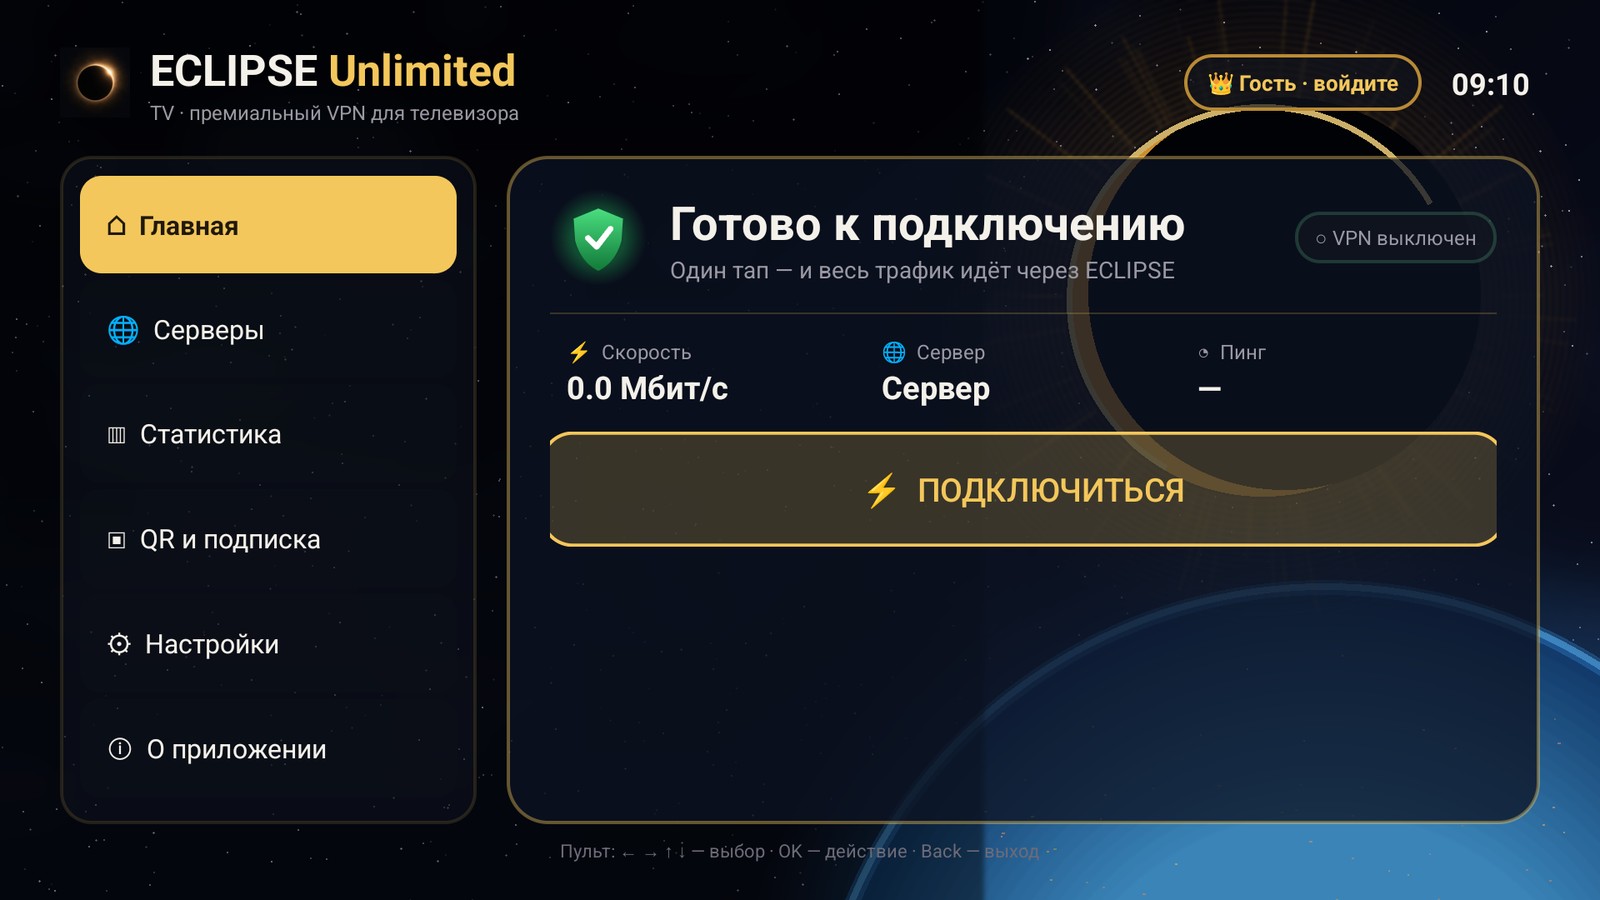 ECLIPSE Unlimited
TV · премиальный VPN для телевизора
👑 Гость · войдите
09:10
Главная
Серверы
Статистика
QR и подписка
Настройки
О приложении
Готово к подключению
Один тап — и весь трафик идёт через ECLIPSE
○ VPN выключен
⚡ Скорость
0.0 Мбит/с
🌐 Сервер
Сервер
Пинг
—
⚡ ПОДКЛЮЧИТЬСЯ
Пульт: ← → ↑ ↓ — выбор · OK — действие · Back — выход